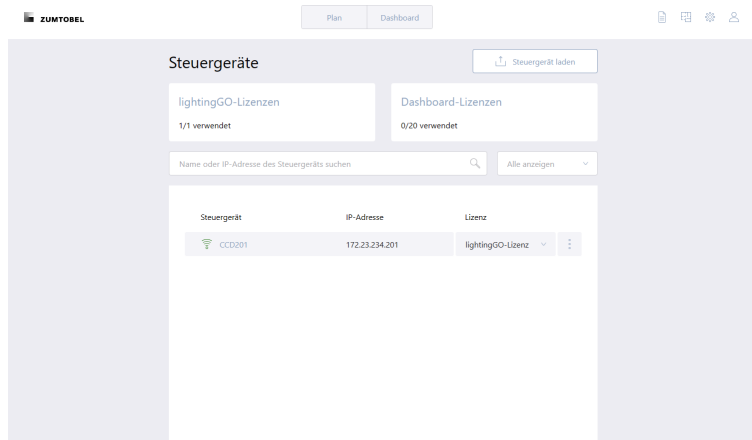 ZUMTOBEL
Plan Dashboard
Steuergeräte
Steuergerät laden
lightingGO-Lizenzen
1/1 verwendet
Dashboard-Lizenzen
0/20 verwendet
Name oder IP-Adresse des Steuergeräts suchen
Alle anzeigen
Steuergerät IP-Adresse Lizenz
CCD201 172.23.234.201 lightingGO-Lizenz